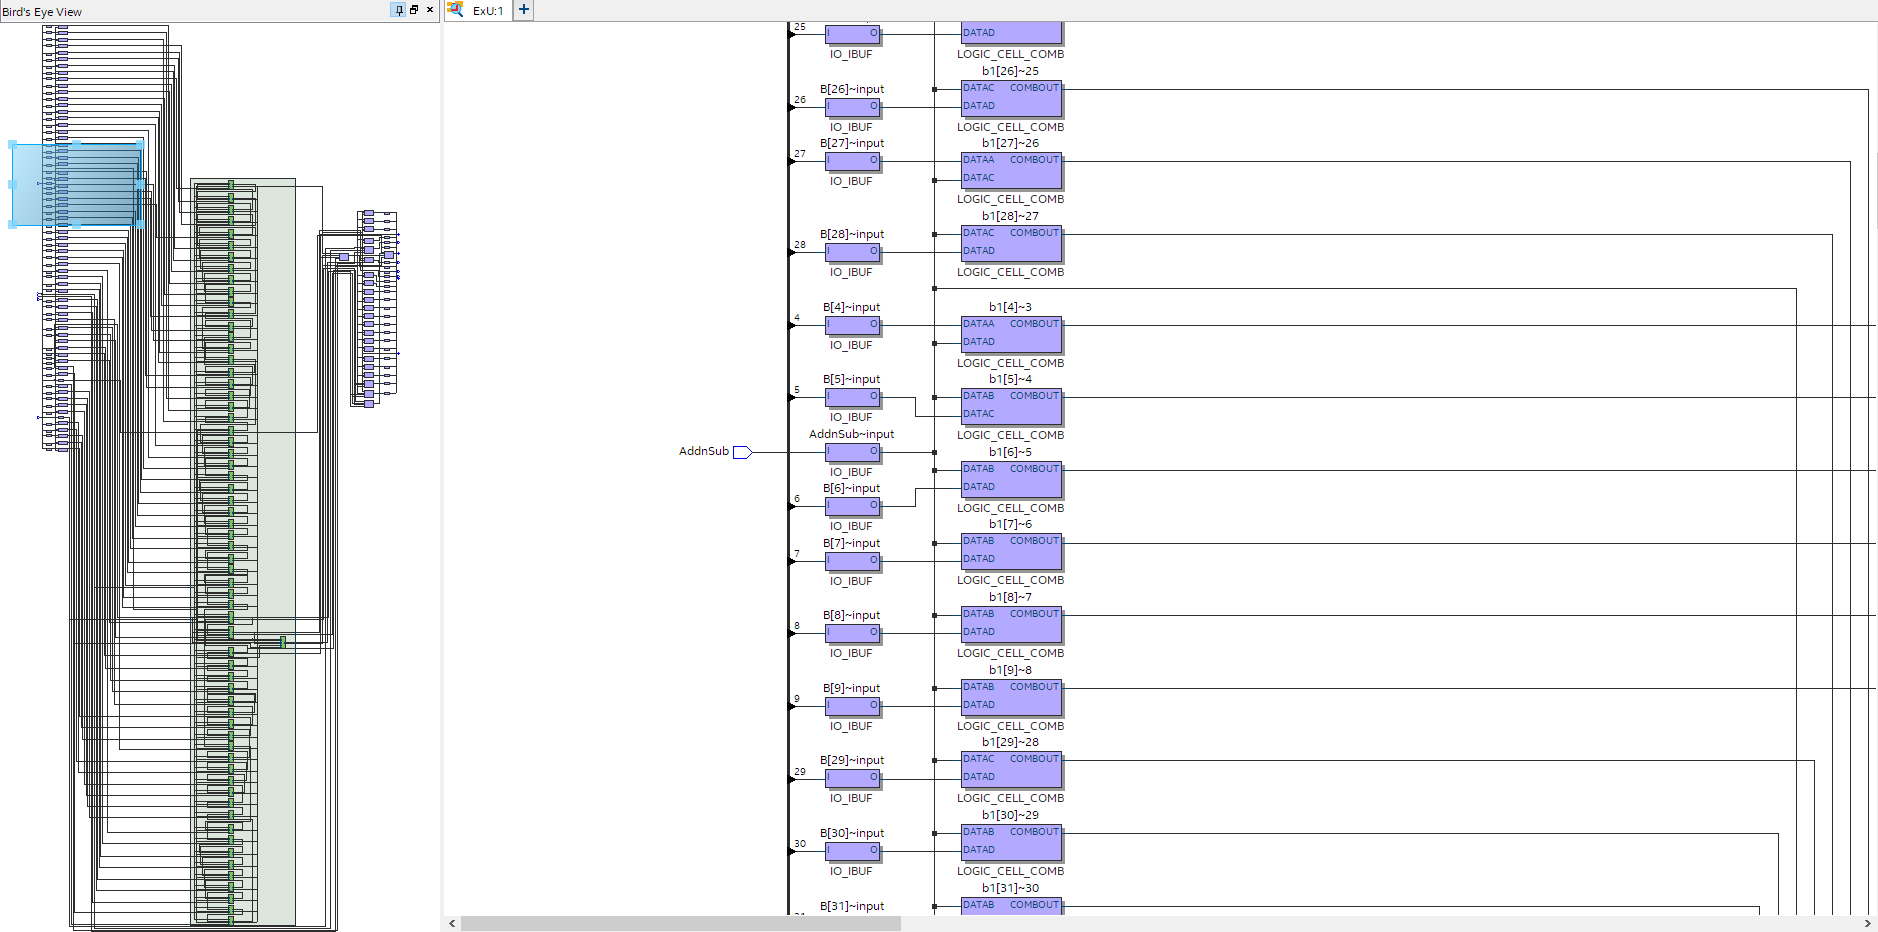 Bird's Eye View
ExU:1
25
I O
IO_IBUF
DATAD
LOGIC_CELL_COMB
b1[26]~25
B[26]~input
26
I O
IO_IBUF
DATAC COMBOUT
DATAD
LOGIC_CELL_COMB
b1[27]~26
B[27]~input
27
I O
IO_IBUF
DATAA COMBOUT
DATAC
LOGIC_CELL_COMB
b1[28]~27
B[28]~input
28
I O
IO_IBUF
DATAC COMBOUT
DATAD
LOGIC_CELL_COMB
B[4]~input
b1[4]~3
4
I O
IO_IBUF
DATAA COMBOUT
DATAD
LOGIC_CELL_COMB
B[5]~input
b1[5]~4
5
I O
IO_IBUF
DATAB COMBOUT
DATAC
LOGIC_CELL_COMB
AddnSub~input
AddnSub
I O
IO_IBUF
b1[6]~5
B[6]~input
6
I O
IO_IBUF
DATAB COMBOUT
DATAD
LOGIC_CELL_COMB
b1[7]~6
B[7]~input
7
I O
IO_IBUF
DATAB COMBOUT
DATAD
LOGIC_CELL_COMB
b1[8]~7
B[8]~input
8
I O
IO_IBUF
DATAB COMBOUT
DATAD
LOGIC_CELL_COMB
b1[9]~8
B[9]~input
9
I O
IO_IBUF
DATAB COMBOUT
DATAD
LOGIC_CELL_COMB
b1[29]~28
B[29]~input
29
I O
IO_IBUF
DATAC COMBOUT
DATAD
LOGIC_CELL_COMB
b1[30]~29
B[30]~input
30
I O
IO_IBUF
DATAB COMBOUT
DATAD
LOGIC_CELL_COMB
b1[31]~30
B[31]~input
DATAB COMBOUT